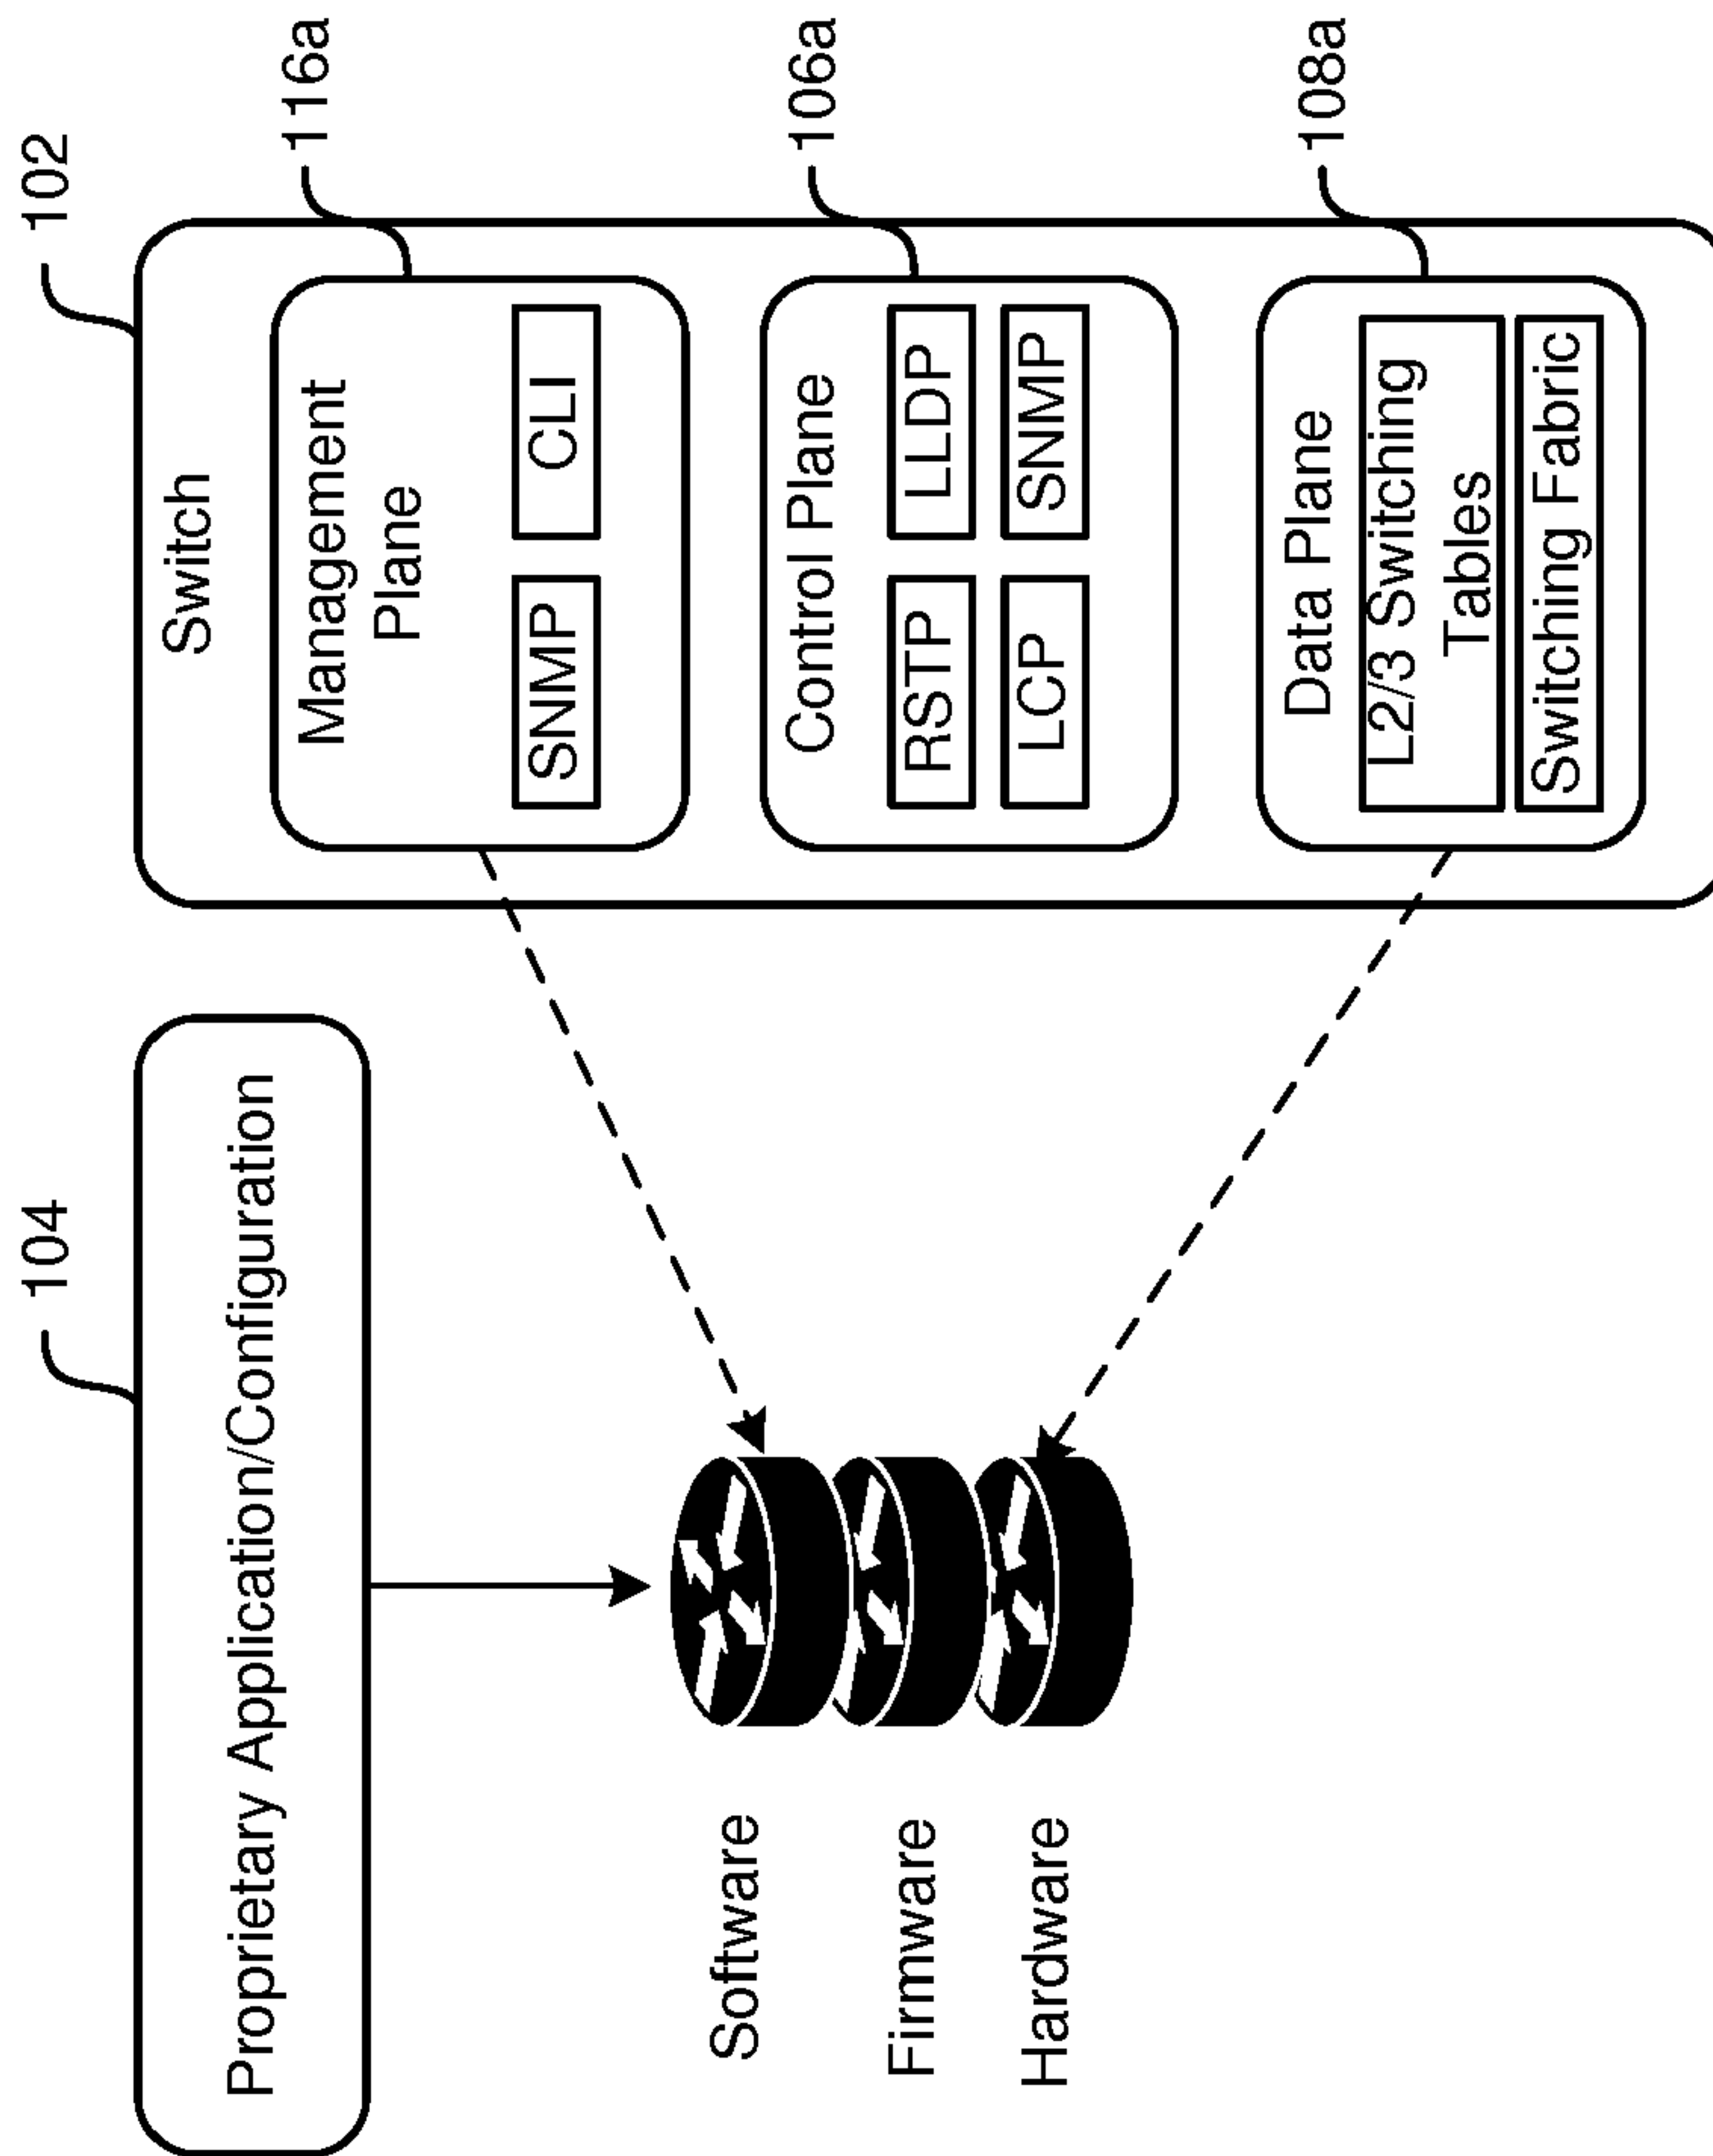 104
Proprietary Application/Configuration
Software
Firmware
Hardware
102
Switch
116a
Management
Plane
SNMP
CLI
106a
Control Plane
RSTP
LLDP
LCP
SNMP
108a
Data Plane
L2/3 Switching
Tables
Switching Fabric